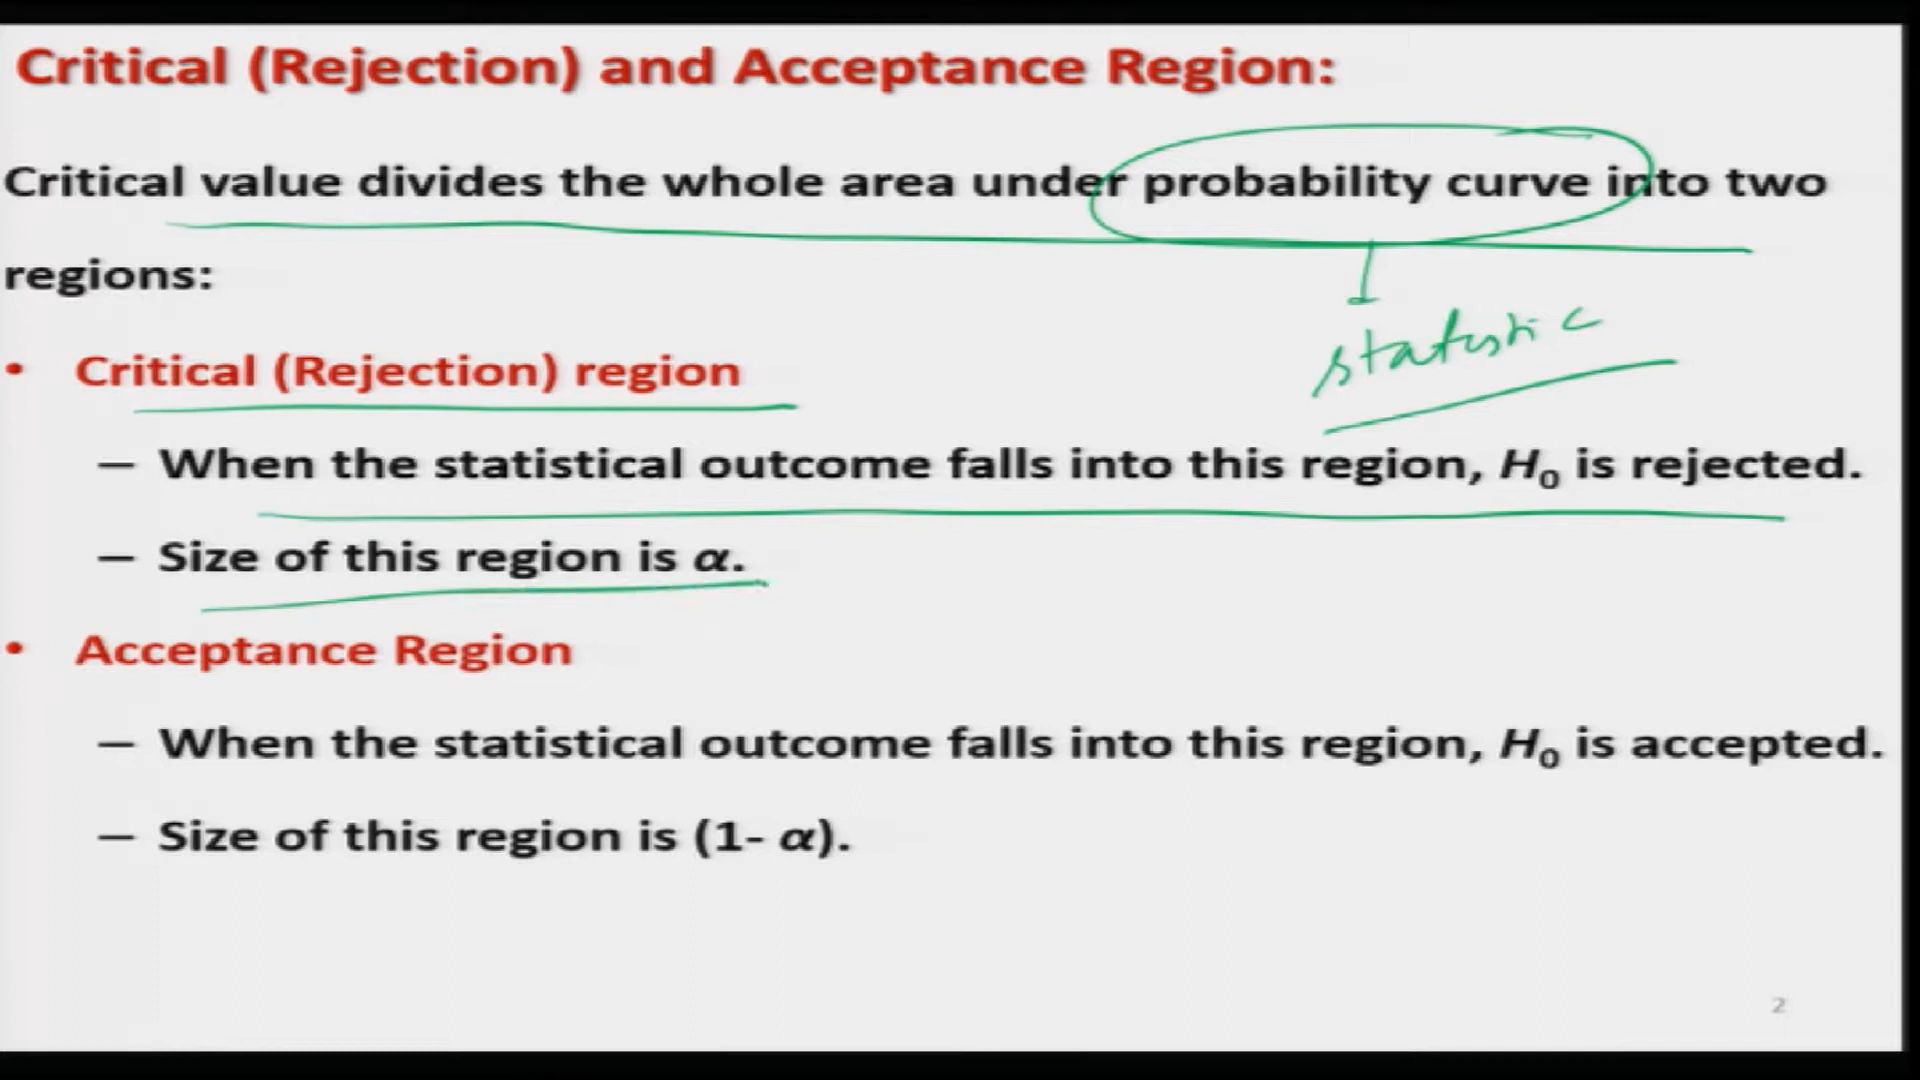 Critical (Rejection) and Acceptance Region:
Critical value divides the whole area under probability curve into two
regions:
statistic
• Critical (Rejection) region
– When the statistical outcome falls into this region, H₀ is rejected.
– Size of this region is α.
• Acceptance Region
– When the statistical outcome falls into this region, H₀ is accepted.
– Size of this region is (1- α).
2